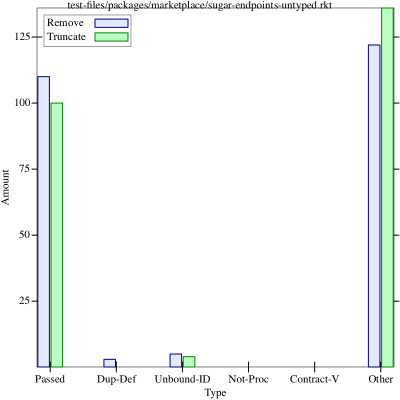 test-files/packages/marketplace/sugar-endpoints-untyped.rkt
Remove
Truncate
125
100
75
50
25
Amount
Passed Dup-Def Unbound-ID Not-Proc Contract-V Other
Type